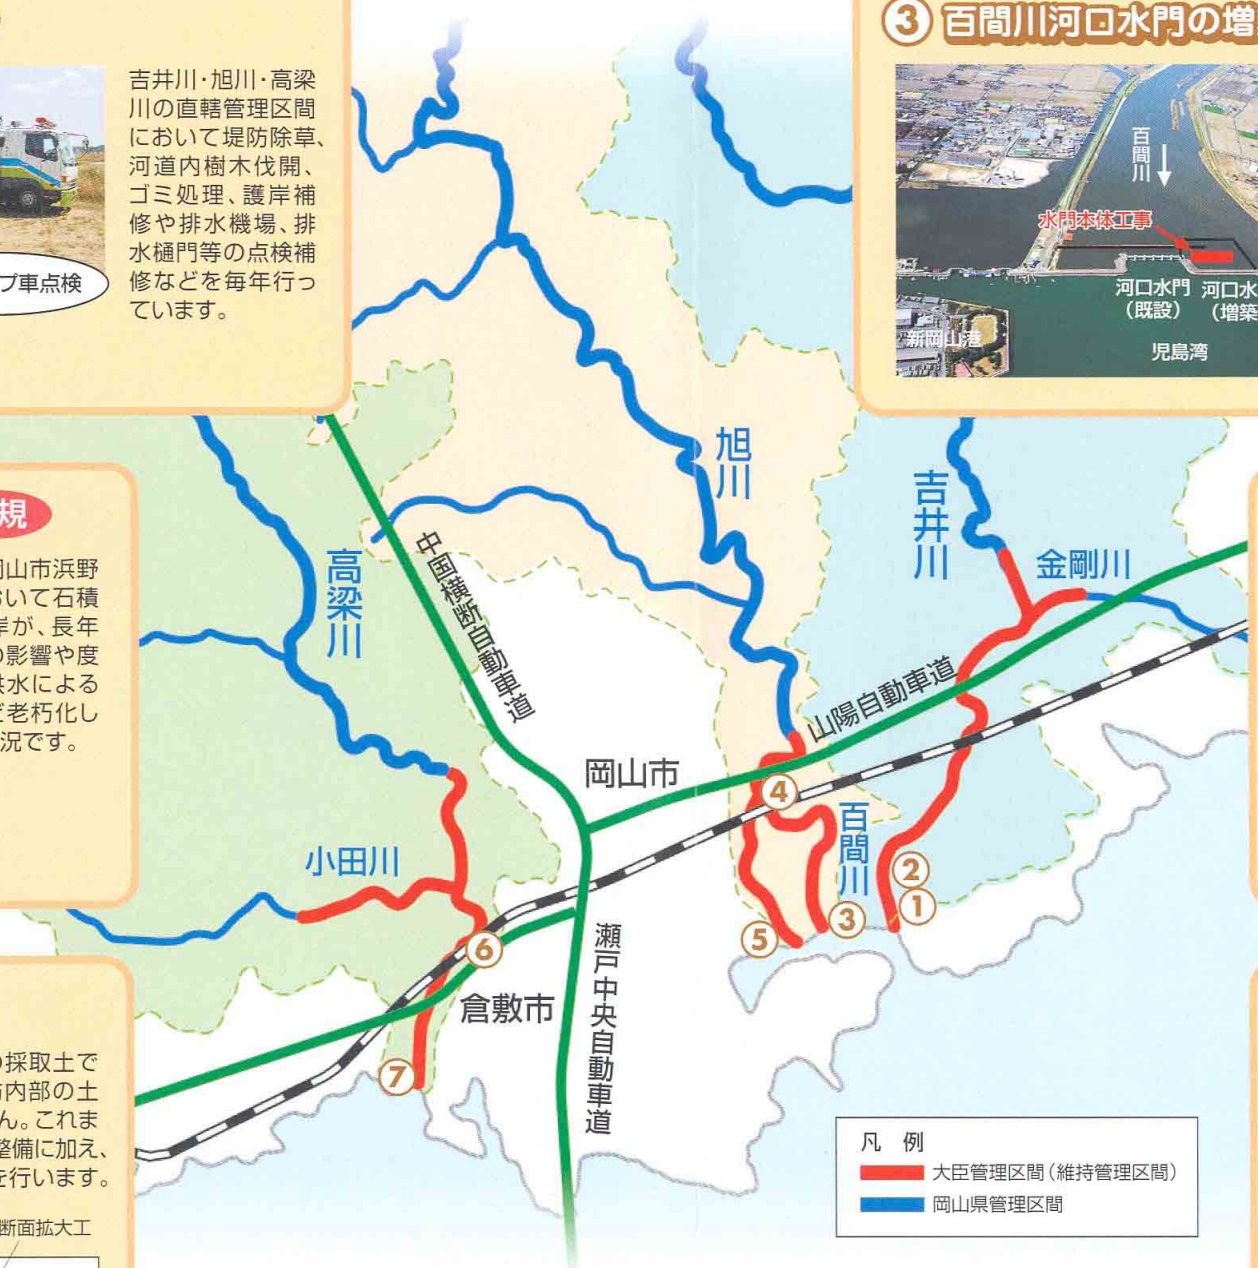 吉井川・旭川・高梁
川の直轄管理区間
において堤防除草、
河道内樹木伐開、
ゴミ処理、護岸補
修や排水機場、排
水樋門等の点検補
修などを毎年行っ
ています。
プ車点検
③ 百間川河口水門の増
百間川
水門本体工事
河口水門
(既設)
河口水
(増築
新岡山港
児島湾
規
岡山市浜野
おいて石積
岸が、長年
の影響や度
洪水による
ど老朽化し
況です。
旭川
吉井川
金剛川
高梁川
中国横断自動車道
山陽自動車道
岡山市
④
百間川
小田川
②
①
③
⑤
⑥
瀬戸中央自動車道
倉敷市
⑦
の採取土で
防内部の土
ん。これま
整備に加え、
を行います。
断面拡大工
凡 例
大臣管理区間(維持管理区間)
岡山県管理区間